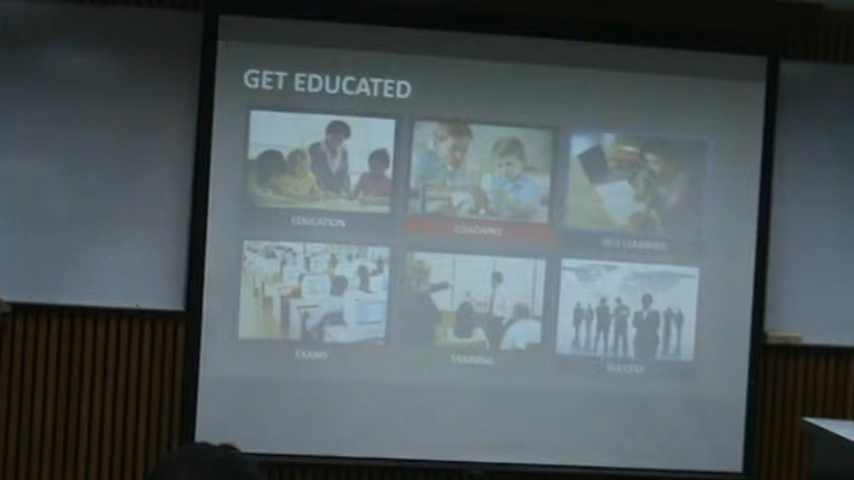 GET EDUCATED
EDUCATION
COACHING
SELF LEARNING
EXAMS
TRAINING
SUCCESS